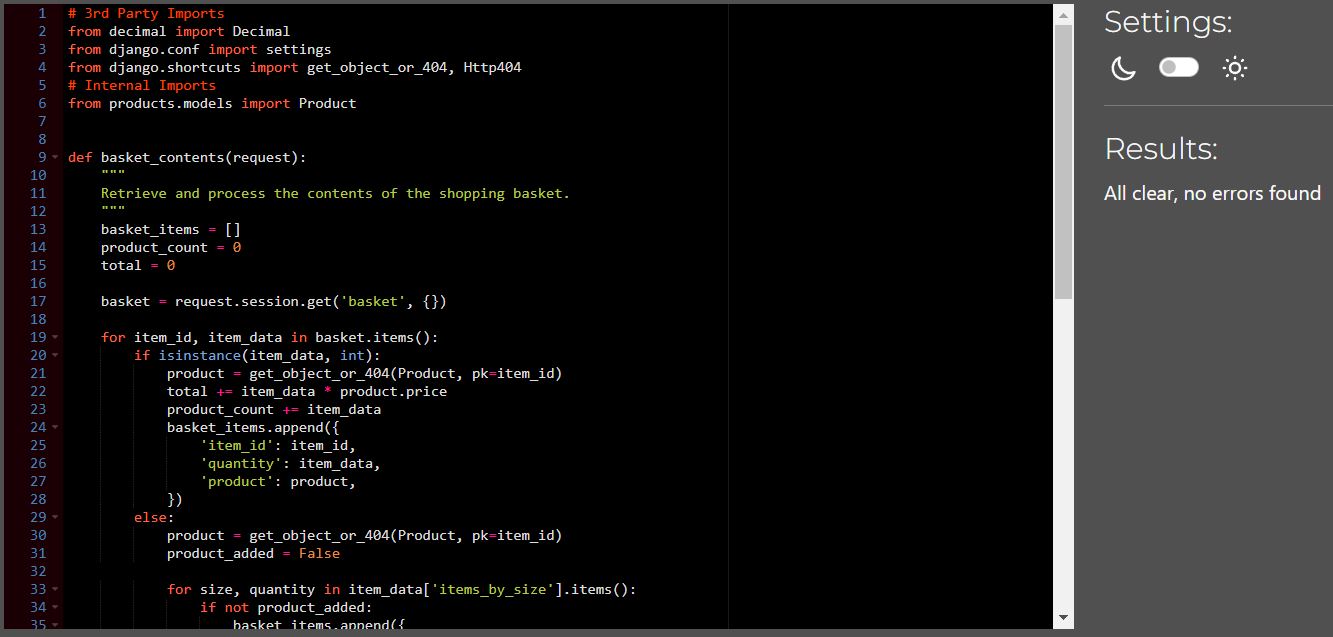 1 # 3rd Party Imports
2 from decimal import Decimal
3 from django.conf import settings
4 from django.shortcuts import get_object_or_404, Http404
5 # Internal Imports
6 from products.models import Product
7
8
9 def basket_contents(request):
10     """
11     Retrieve and process the contents of the shopping basket.
12     """
13     basket_items = []
14     product_count = 0
15     total = 0
16
17     basket = request.session.get('basket', {})
18
19     for item_id, item_data in basket.items():
20         if isinstance(item_data, int):
21             product = get_object_or_404(Product, pk=item_id)
22             total += item_data * product.price
23             product_count += item_data
24             basket_items.append({
25                 'item_id': item_id,
26                 'quantity': item_data,
27                 'product': product,
28             })
29         else:
30             product = get_object_or_404(Product, pk=item_id)
31             product_added = False
32
33             for size, quantity in item_data['items_by_size'].items():
34                 if not product_added:
35                     basket_items.append({
Settings:
Results:
All clear, no errors found